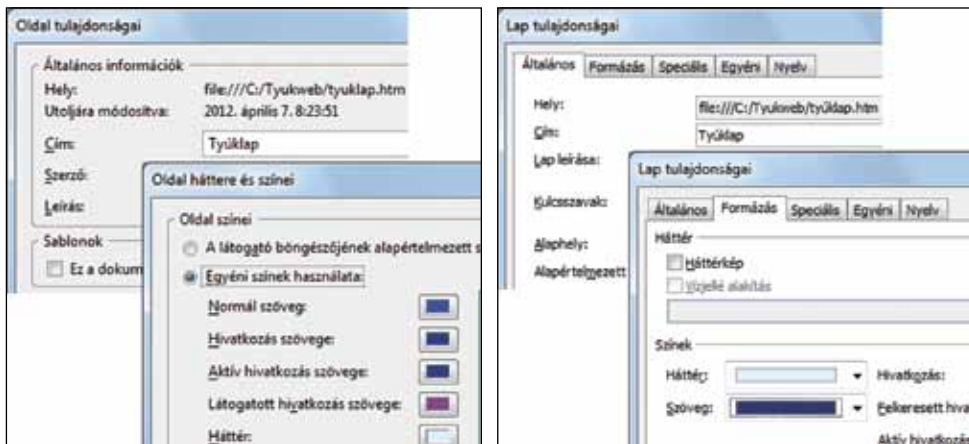 Oldal tulajdonságai
Általános információk
Hely: file:///C:/Tyukweb/tyuklap.htm
Utoljára módosítva: 2012. április 7. 8:23:51
Cím: Tyúklap
Szerző:
Leírás:
Sablonok
Ez a dokum
Oldal háttere és színei
Oldal színei
A látogató böngészőjének alapértelmezett s
Egyéni színek használata:
Normál szöveg:
Hivatkozás szövege:
Aktív hivatkozás szövege:
Látogatott hivatkozás szövege:
Háttér:
Lap tulajdonságai
Általános Formázás Speciális Egyéni Nyelv
Hely: file:///C:/Tyukweb/tyúklap.htm
Cím: Tyúklap
Lap leírása:
Kulcsszavak:
Alaphely:
Alapértelmezett
Lap tulajdonságai
Általános Formázás Speciális Egyéni Nyelv
Háttér
Háttérkép
Vízjellé alakítás
Színek
Háttér: Hivatkozás:
Szöveg: Felkeresett hiva
Aktív hivatkozás